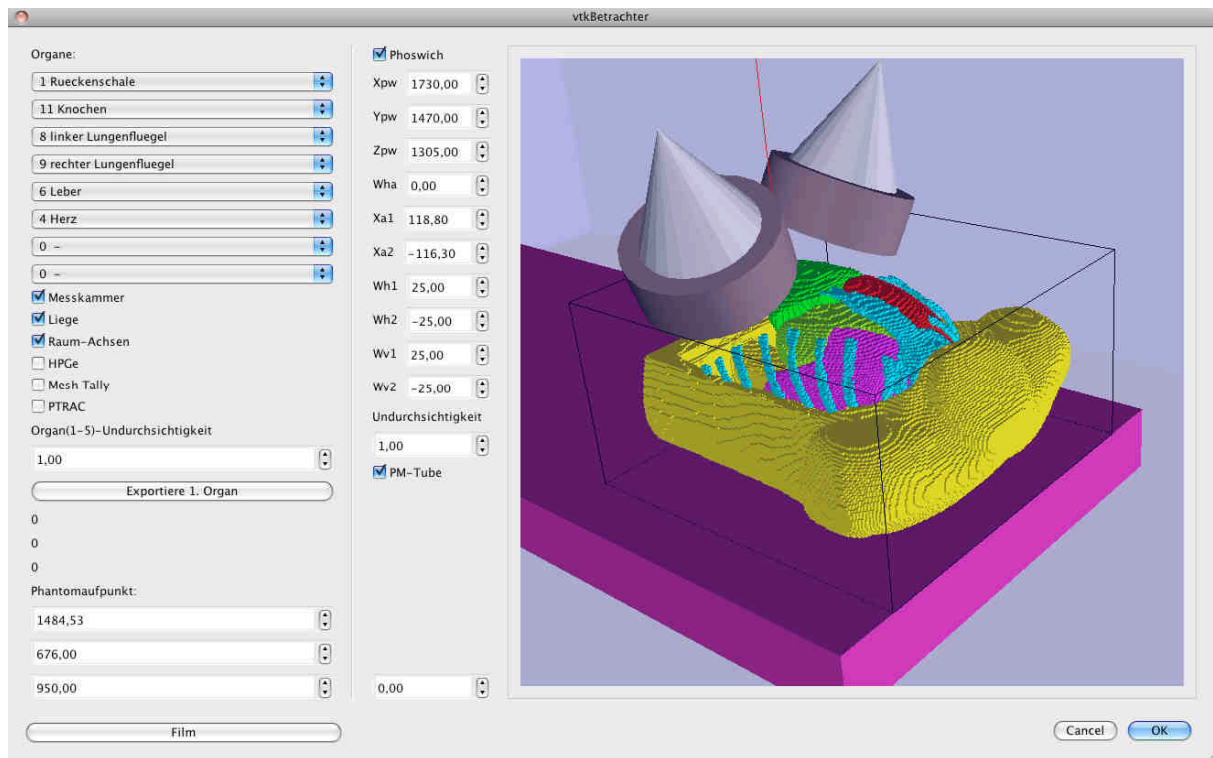 vtkBetrachter
Organe:
1 Rueckenschale
11 Knochen
8 linker Lungenfluegel
9 rechter Lungenfluegel
6 Leber
4 Herz
0 -
0 -
Messkammer
Liege
Raum-Achsen
HPGe
Mesh Tally
PTRAC
Organ(1-5)-Undurchsichtigkeit
1,00
Exportiere 1. Organ
0
0
0
Phantomaufpunkt:
1484,53
676,00
950,00
Film
Phoswich
Xpw 1730,00
Ypw 1470,00
Zpw 1305,00
Wha 0,00
Xa1 118,80
Xa2 -116,30
Wh1 25,00
Wh2 -25,00
Wv1 25,00
Wv2 -25,00
Undurchsichtigkeit
1,00
PM-Tube
0,00
Cancel OK